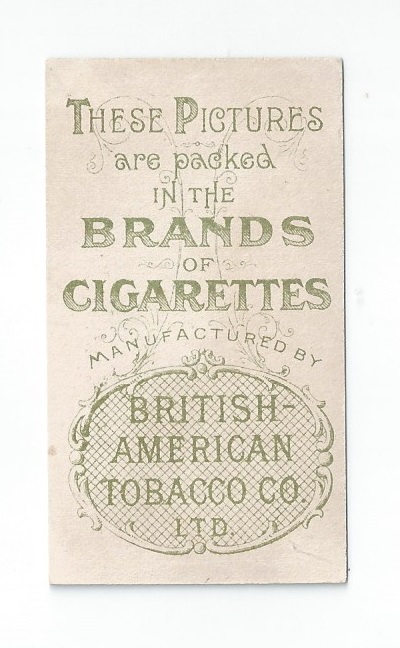 THESE PICTURES
are packed
IN THE
BRANDS
OF
CIGARETTES
MANUFACTURED BY
BRITISH-
AMERICAN
TOBACCO CO.
LTD.